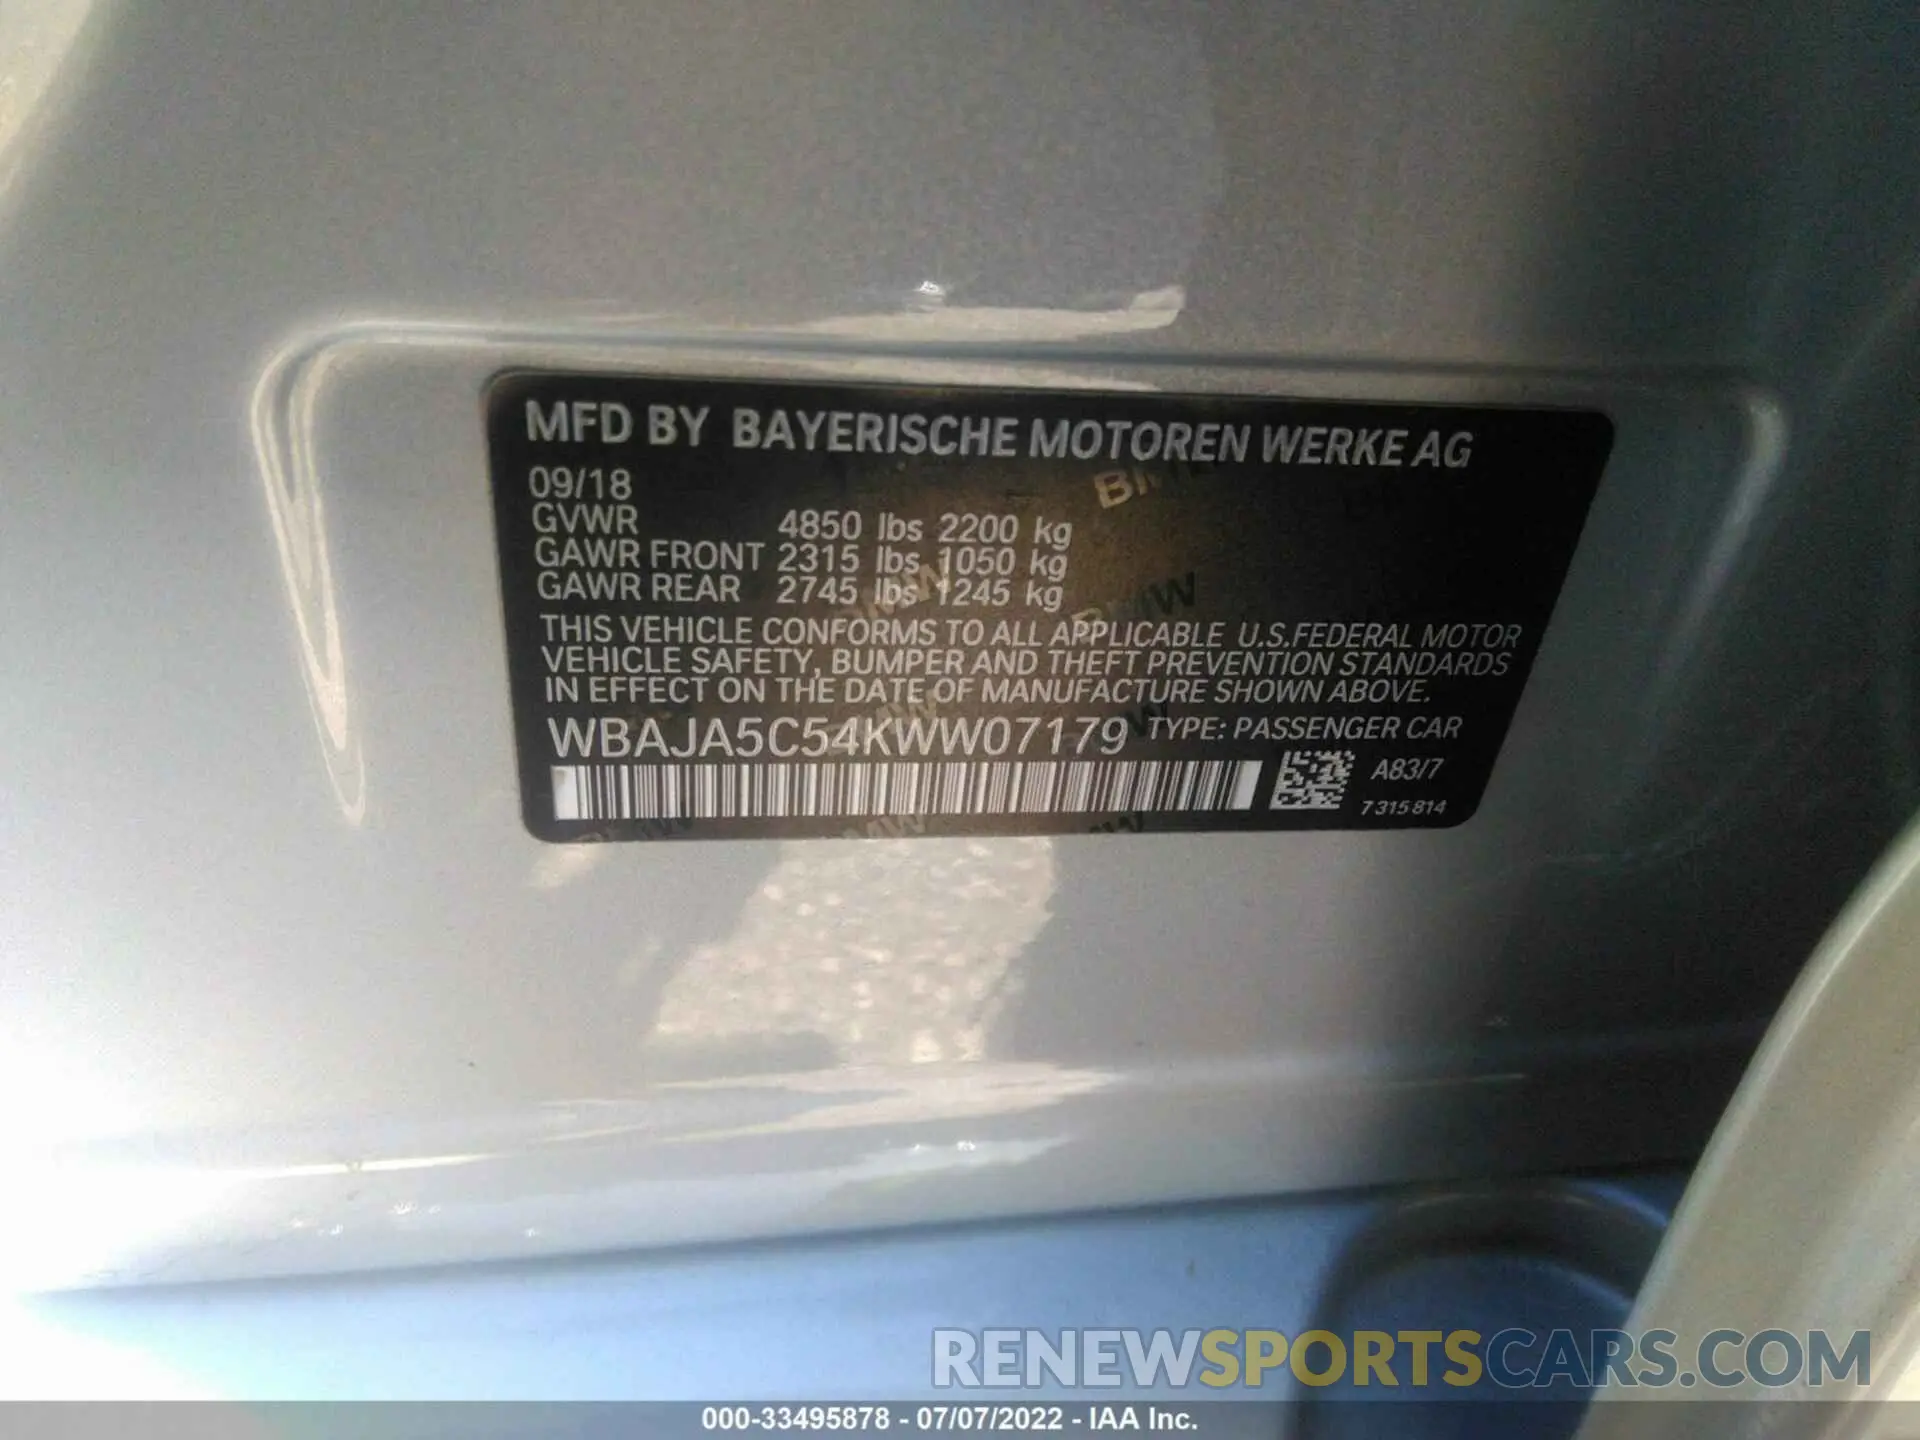 MFD BY BAYERISCHE MOTOREN WERKE AG
09/18
GVWR 4850 lbs 2200 kg
GAWR FRONT 2315 lbs 1050 kg
GAWR REAR 2745 lbs 1245 kg
THIS VEHICLE CONFORMS TO ALL APPLICABLE U.S.FEDERAL MOTOR
VEHICLE SAFETY, BUMPER AND THEFT PREVENTION STANDARDS
IN EFFECT ON THE DATE OF MANUFACTURE SHOWN ABOVE.
WBAJA5C54KWW07179 TYPE: PASSENGER CAR
A83/7
7 315 814
RENEWSPORTSCARS.COM
000-33495878 - 07/07/2022 - IAA Inc.